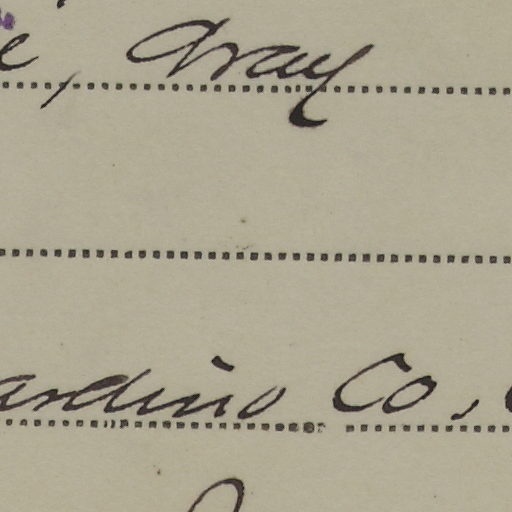 e, Gray
ardino Co.,